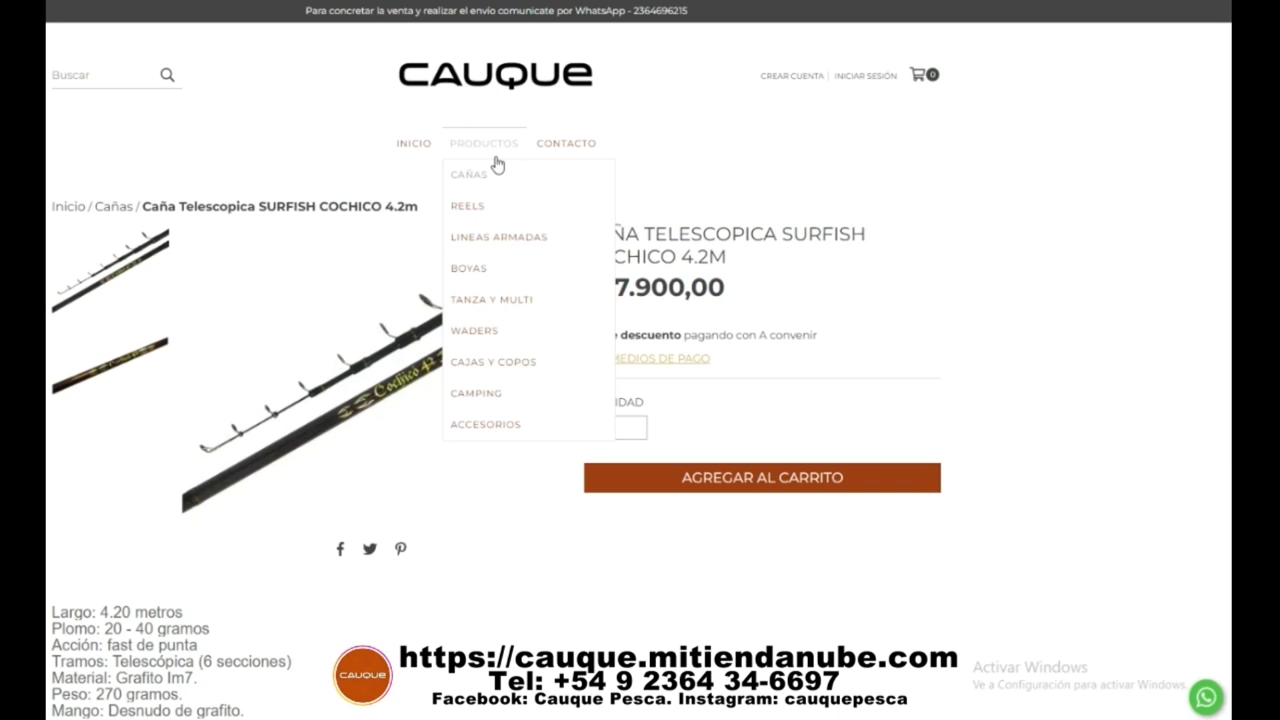 Para concretar la venta y realizar el envío comunicate por WhatsApp - 2364696215
Buscar
CAUQUE
CREAR CUENTA | INICIAR SESIÓN
0
INICIO
PRODUCTOS
CONTACTO
CAÑAS
REELS
LINEAS ARMADAS
BOYAS
TANZA Y MULTI
WADERS
CAJAS Y COPOS
CAMPING
ACCESORIOS
Inicio / Cañas / Caña Telescopica SURFISH COCHICO 4.2m
ÑA TELESCOPICA SURFISH
CHICO 4.2M
7.900,00
descuento pagando con A convenir
MEDIOS DE PAGO
IDAD
AGREGAR AL CARRITO
Cochico 42
Largo: 4.20 metros
Plomo: 20 - 40 gramos
Acción: fast de punta
Tramos: Telescópica (6 secciones)
Material: Grafito Im7.
Peso: 270 gramos.
Mango: Desnudo de grafito.
CAUQUE
https://cauque.mitiendanube.com
Tel: +54 9 2364 34-6697
Facebook: Cauque Pesca. Instagram: cauquepesca
Activar Windows
Ve a Configuración para activar Windows.